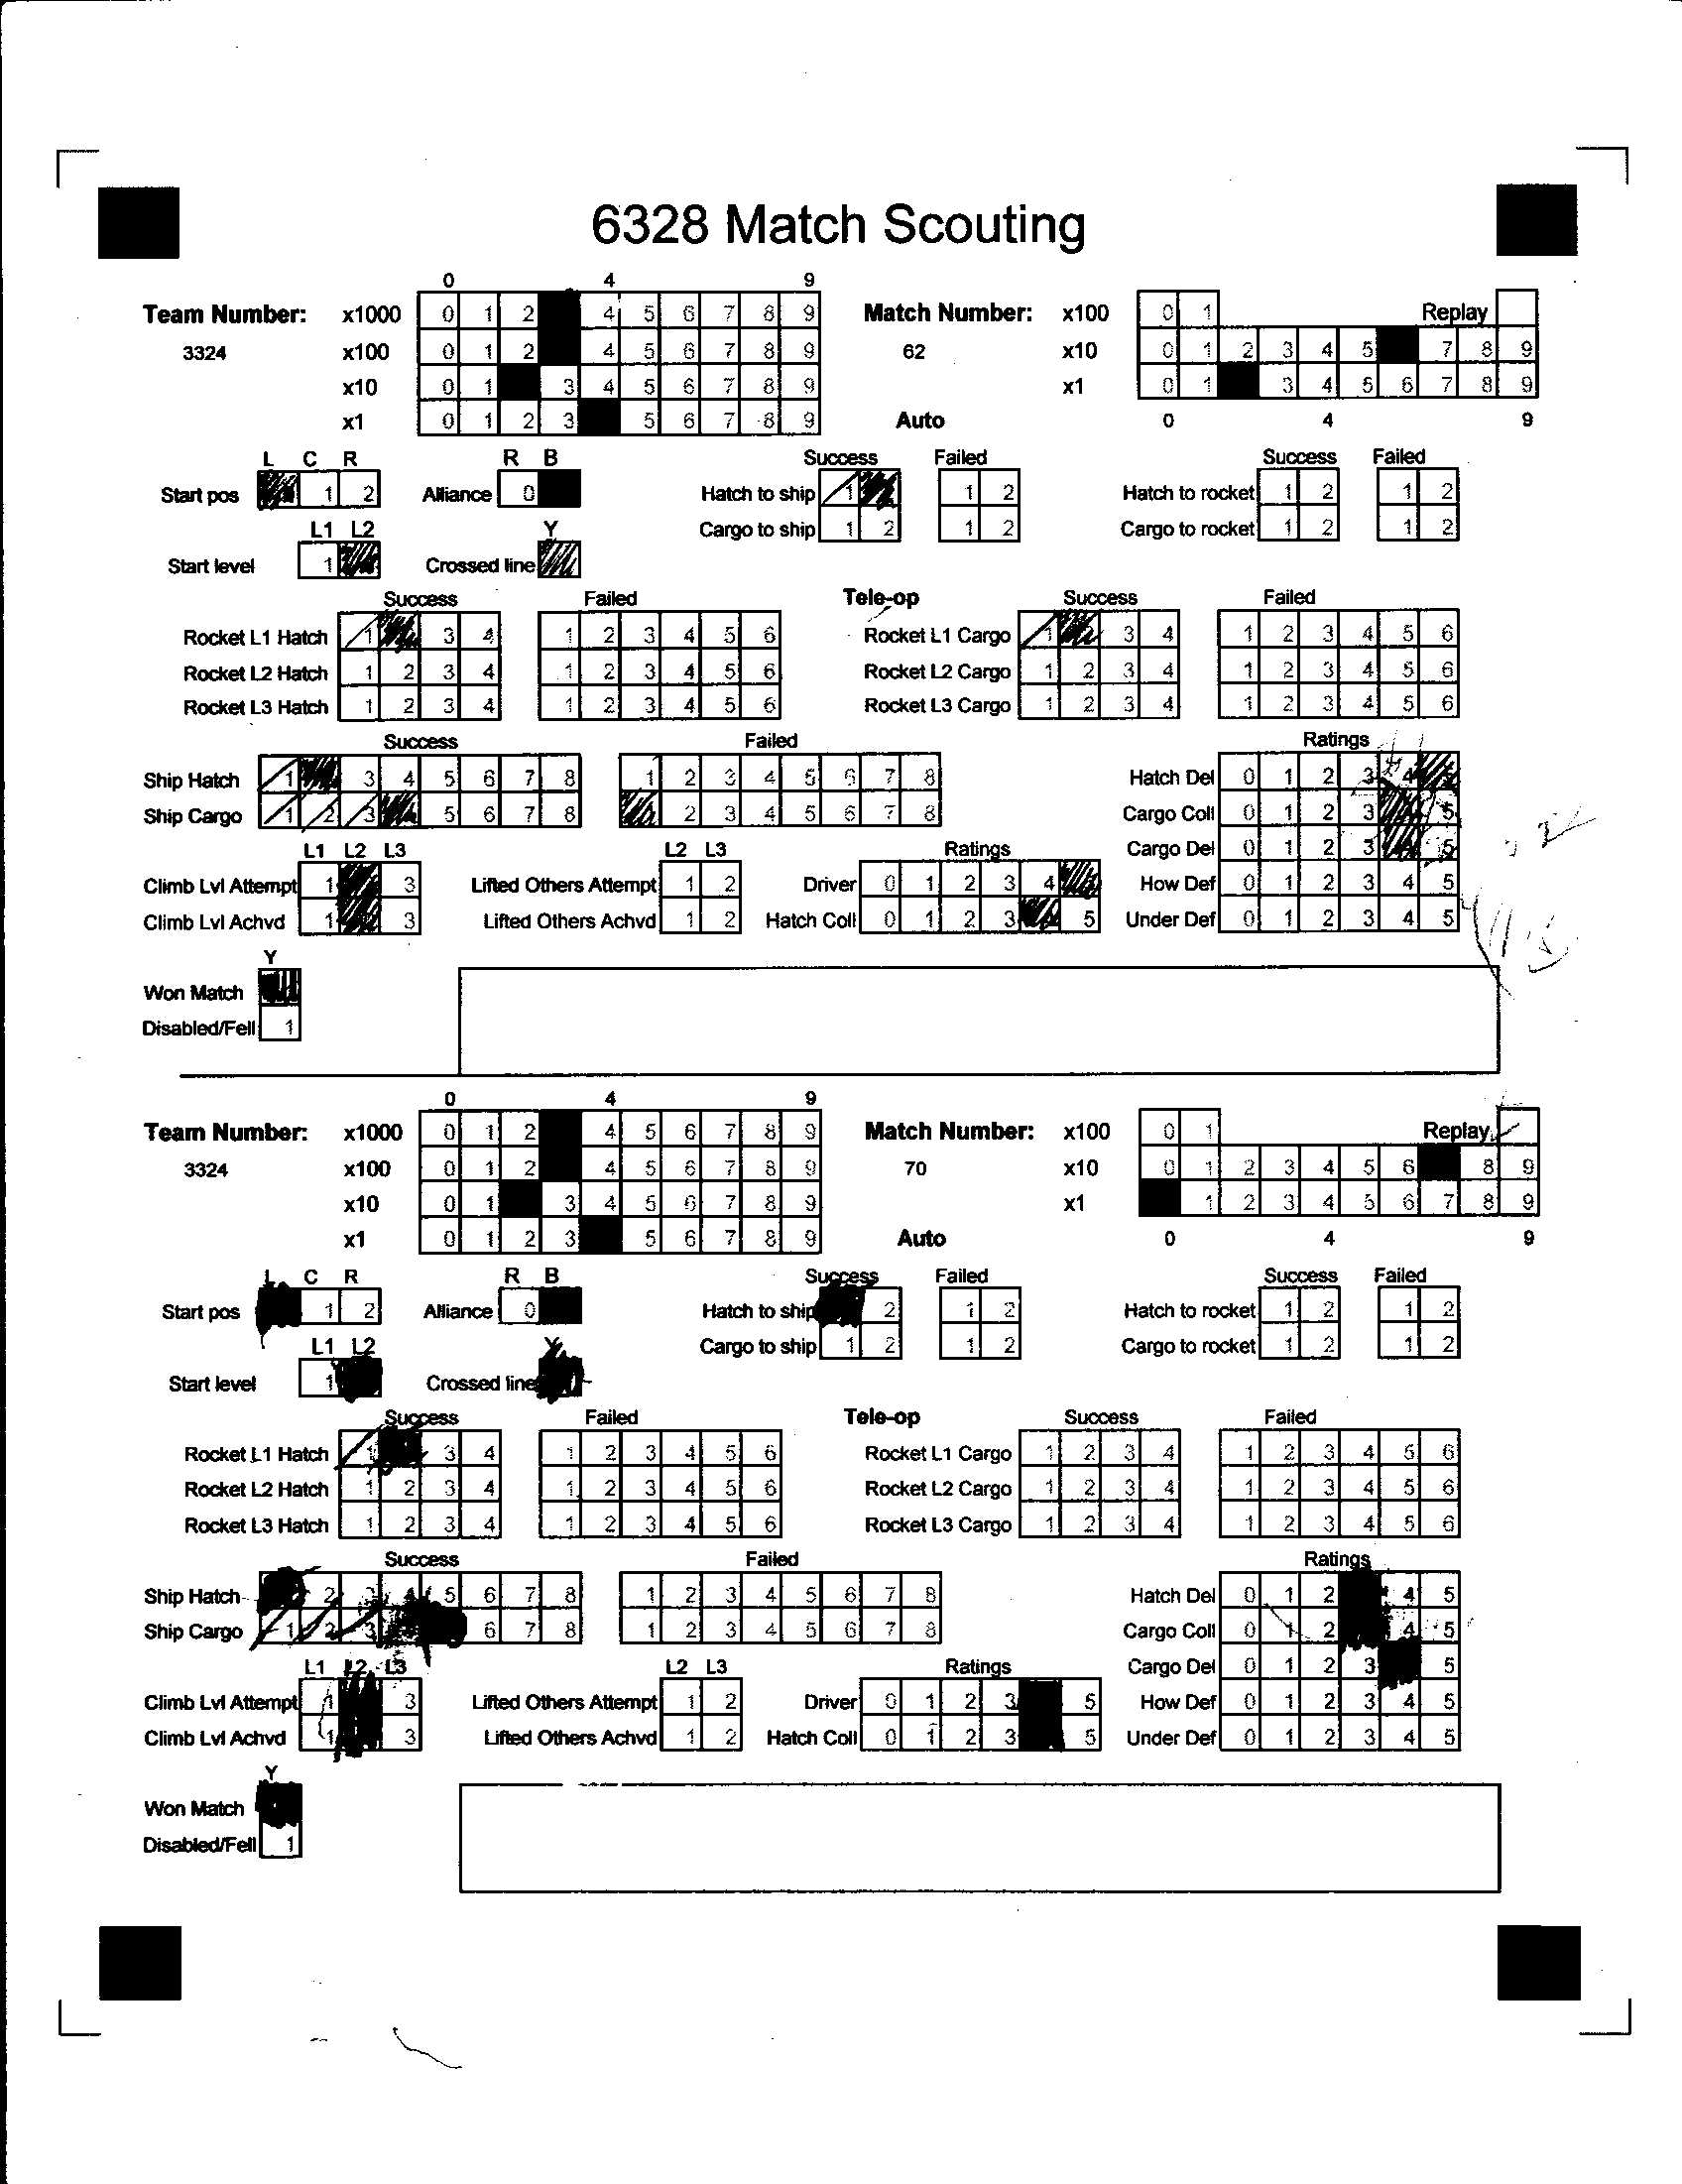 6328 Match Scouting
0 4 9
Team Number: x1000 0 1 2 4 5 6 7 8 9 Match Number: x100 0 1 Replay
3324 x100 0 1 2 4 5 6 7 8 9 62 x10 0 1 2 3 4 5 7 8 9
x10 0 1 3 4 5 6 7 8 9 x1 0 1 3 4 5 6 7 8 9
x1 0 1 2 3 5 6 7 8 9 Auto 0 4 9
L C R R B Success Failed Success Failed
Start pos 1 2 Alliance 0 Hatch to ship 1 1 2 Hatch to rocket 1 2 1 2
L1 L2 Y Cargo to ship 1 2 1 2 Cargo to rocket 1 2 1 2
Start level 1 Crossed line
Success Failed Tele-op Success Failed
Rocket L1 Hatch 1 3 4 1 2 3 4 5 6 Rocket L1 Cargo 1 3 4 1 2 3 4 5 6
Rocket L2 Hatch 1 2 3 4 1 2 3 4 5 6 Rocket L2 Cargo 1 2 3 4 1 2 3 4 5 6
Rocket L3 Hatch 1 2 3 4 1 2 3 4 5 6 Rocket L3 Cargo 1 2 3 4 1 2 3 4 5 6
Success Failed Ratings
Ship Hatch 1 3 4 5 6 7 8 1 2 3 4 5 6 7 8 Hatch Del 0 1 2 3 4
Ship Cargo 1 2 3 5 6 7 8 2 3 4 5 6 7 8 Cargo Coll 0 1 2 3 5
L1 L2 L3 L2 L3 Ratings Cargo Del 0 1 2 3 5
Climb Lvl Attempt 1 3 Lifted Others Attempt 1 2 Driver 0 1 2 3 4 How Def 0 1 2 3 4 5
Climb Lvl Achvd 1 3 Lifted Others Achvd 1 2 Hatch Coll 0 1 2 3 5 Under Def 0 1 2 3 4 5
Y
Won Match
Disabled/Fell 1
0 4 9
Team Number: x1000 0 1 2 4 5 6 7 8 9 Match Number: x100 0 1 Replay
3324 x100 0 1 2 4 5 6 7 8 9 70 x10 0 1 2 3 4 5 6 8 9
x10 0 1 3 4 5 6 7 8 9 x1 1 2 3 4 5 6 7 8 9
x1 0 1 2 3 5 6 7 8 9 Auto 0 4 9
L C R R B Success Failed Success Failed
Start pos 1 2 Alliance 0 Hatch to ship 2 1 2 Hatch to rocket 1 2 1 2
L1 L2 Y Cargo to ship 1 2 1 2 Cargo to rocket 1 2 1 2
Start level 1 Crossed line
Success Failed Tele-op Success Failed
Rocket L1 Hatch 1 3 4 1 2 3 4 5 6 Rocket L1 Cargo 1 2 3 4 1 2 3 4 5 6
Rocket L2 Hatch 1 2 3 4 1 2 3 4 5 6 Rocket L2 Cargo 1 2 3 4 1 2 3 4 5 6
Rocket L3 Hatch 1 2 3 4 1 2 3 4 5 6 Rocket L3 Cargo 1 2 3 4 1 2 3 4 5 6
Success Failed Ratings
Ship Hatch 2 3 4 5 6 7 8 1 2 3 4 5 6 7 8 Hatch Del 0 1 2 4 5
Ship Cargo 1 2 3 6 7 8 1 2 3 4 5 6 7 8 Cargo Coll 0 1 2 4 5
L1 L2 L3 L2 L3 Ratings Cargo Del 0 1 2 3 5
Climb Lvl Attempt 1 3 Lifted Others Attempt 1 2 Driver 0 1 2 3 5 How Def 0 1 2 3 4 5
Climb Lvl Achvd 1 3 Lifted Others Achvd 1 2 Hatch Coll 0 1 2 3 5 Under Def 0 1 2 3 4 5
Y
Won Match
Disabled/Fell 1